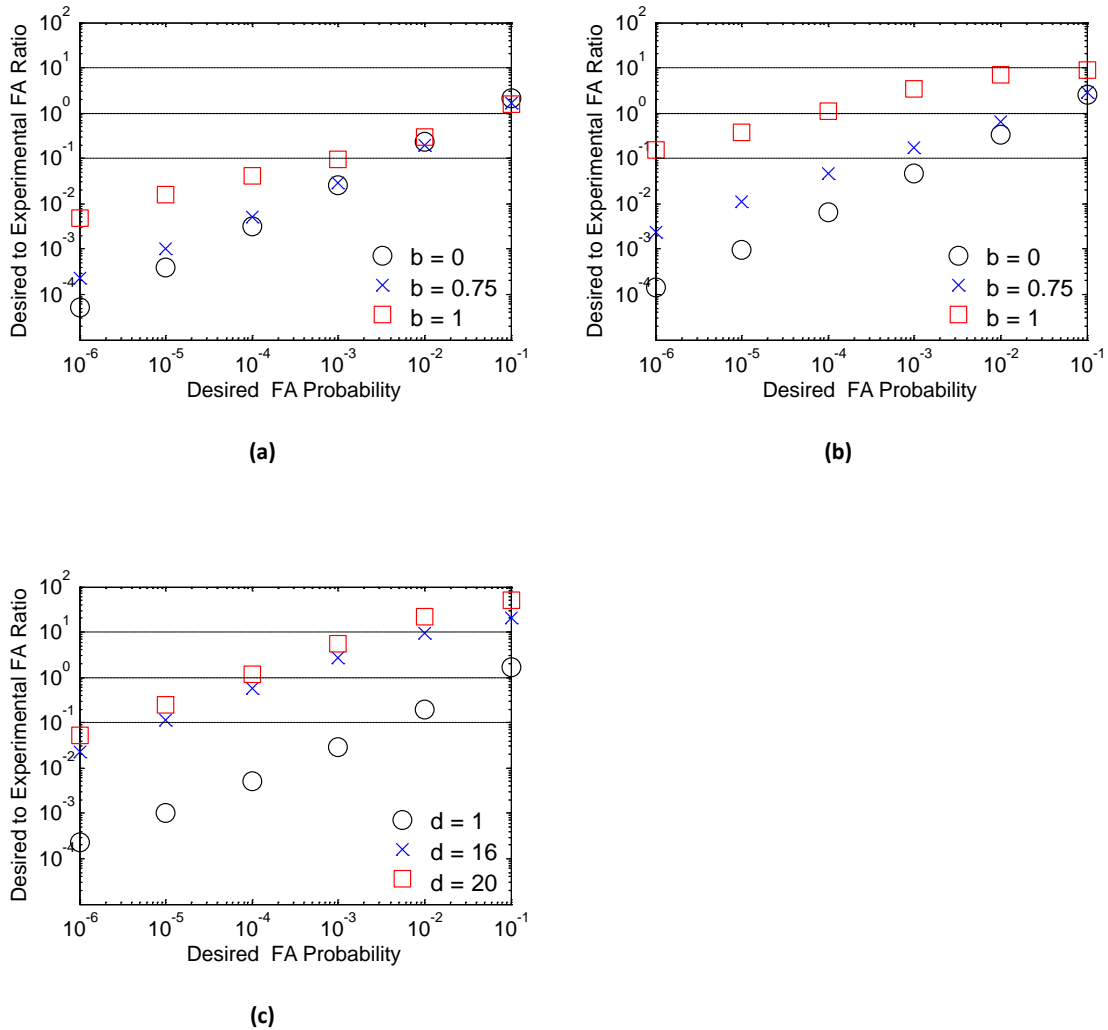 Desired to Experimental FA Ratio
10^2
10^1
10^0
10^-1
10^-2
10^-3
10^-4
b = 0
b = 0.75
b = 1
10^-6 10^-5 10^-4 10^-3 10^-2 10^-1
Desired FA Probability
(a)
Desired to Experimental FA Ratio
10^2
10^1
10^0
10^-1
10^-2
10^-3
10^-4
b = 0
b = 0.75
b = 1
10^-6 10^-5 10^-4 10^-3 10^-2 10^-1
Desired FA Probability
(b)
Desired to Experimental FA Ratio
10^2
10^1
10^0
10^-1
10^-2
10^-3
10^-4
d = 1
d = 16
d = 20
10^-6 10^-5 10^-4 10^-3 10^-2 10^-1
Desired FA Probability
(c)